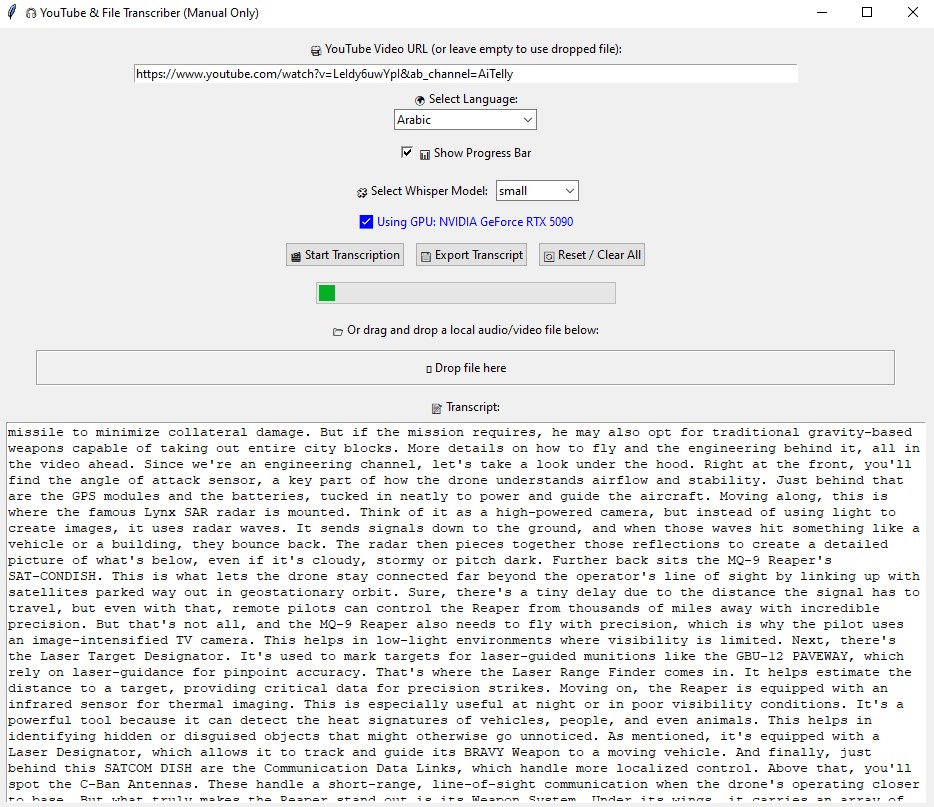 YouTube & File Transcriber (Manual Only)
YouTube Video URL (or leave empty to use dropped file):
https://www.youtube.com/watch?v=Leldy6uwYpI&ab_channel=AiTelly
Select Language:
Arabic
Show Progress Bar
Select Whisper Model: small
Using GPU: NVIDIA GeForce RTX 5090
Start Transcription Export Transcript Reset / Clear All
Or drag and drop a local audio/video file below:
Drop file here
Transcript:
missile to minimize collateral damage. But if the mission requires, he may also opt for traditional gravity-based
weapons capable of taking out entire city blocks. More details on how to fly and the engineering behind it, all in
the video ahead. Since we're an engineering channel, let's take a look under the hood. Right at the front, you'll
find the angle of attack sensor, a key part of how the drone understands airflow and stability. Just behind that
are the GPS modules and the batteries, tucked in neatly to power and guide the aircraft. Moving along, this is
where the famous Lynx SAR radar is mounted. Think of it as a high-powered camera, but instead of using light to
create images, it uses radar waves. It sends signals down to the ground, and when those waves hit something like a
vehicle or a building, they bounce back. The radar then pieces together those reflections to create a detailed
picture of what's below, even if it's cloudy, stormy or pitch dark. Further back sits the MQ-9 Reaper's
SAT-CONDISH. This is what lets the drone stay connected far beyond the operator's line of sight by linking up with
satellites parked way out in geostationary orbit. Sure, there's a tiny delay due to the distance the signal has to
travel, but even with that, remote pilots can control the Reaper from thousands of miles away with incredible
precision. But that's not all, and the MQ-9 Reaper also needs to fly with precision, which is why the pilot uses
an image-intensified TV camera. This helps in low-light environments where visibility is limited. Next, there's
the Laser Target Designator. It's used to mark targets for laser-guided munitions like the GBU-12 PAVEWAY, which
rely on laser-guidance for pinpoint accuracy. That's where the Laser Range Finder comes in. It helps estimate the
distance to a target, providing critical data for precision strikes. Moving on, the Reaper is equipped with an
infrared sensor for thermal imaging. This is especially useful at night or in poor visibility conditions. It's a
powerful tool because it can detect the heat signatures of vehicles, people, and even animals. This helps in
identifying hidden or disguised objects that might otherwise go unnoticed. As mentioned, it's equipped with a
Laser Designator, which allows it to track and guide its BRAVY Weapon to a moving vehicle. And finally, just
behind this SATCOM DISH are the Communication Data Links, which handle more localized control. Above that, you'll
spot the C-Ban Antennas. These handle a short-range, line-of-sight communication when the drone's operating closer
to base. But what truly makes the Reaper stand out is its Weapon System. Under its wings, it carries an array of